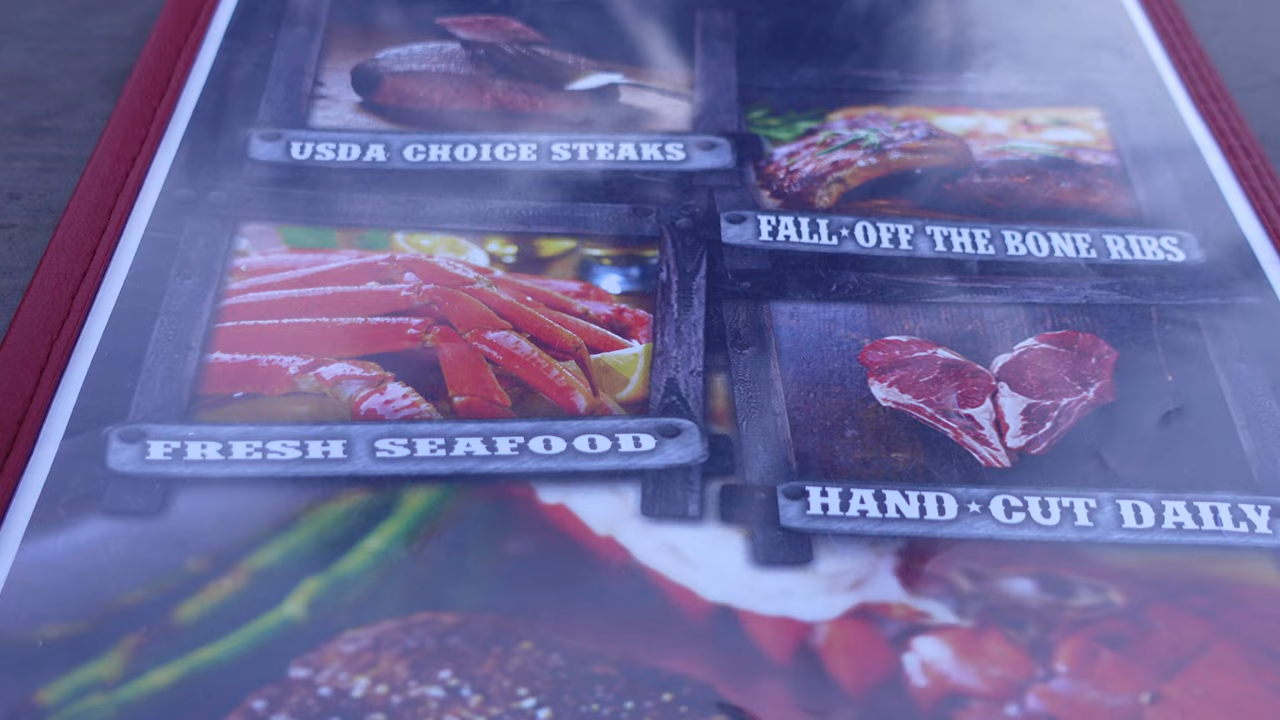 USDA CHOICE STEAKS
FALL★OFF THE BONE RIBS
FRESH SEAFOOD
HAND★CUT DAILY